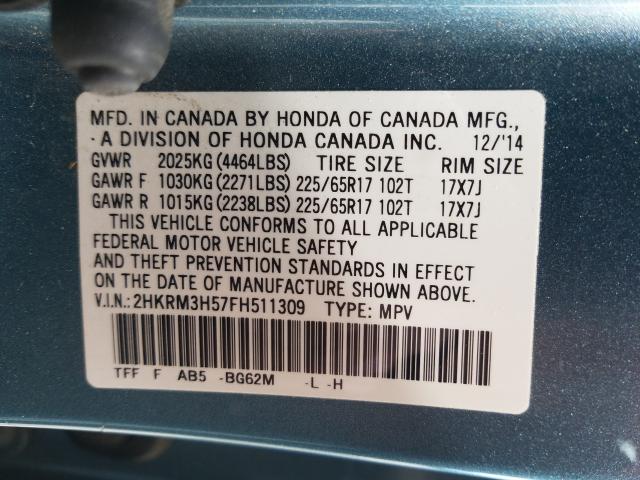 MFD. IN CANADA BY HONDA OF CANADA MFG.,
- A DIVISION OF HONDA CANADA INC. 12/'14
GVWR 2025KG (4464LBS) TIRE SIZE RIM SIZE
GAWR F 1030KG (2271LBS) 225/65R17 102T 17X7J
GAWR R 1015KG (2238LBS) 225/65R17 102T 17X7J
THIS VEHICLE CONFORMS TO ALL APPLICABLE
FEDERAL MOTOR VEHICLE SAFETY
AND THEFT PREVENTION STANDARDS IN EFFECT
ON THE DATE OF MANUFACTURE SHOWN ABOVE.
V.I.N.: 2HKRM3H57FH511309 TYPE: MPV
TFF F AB5 -BG62M -L -H